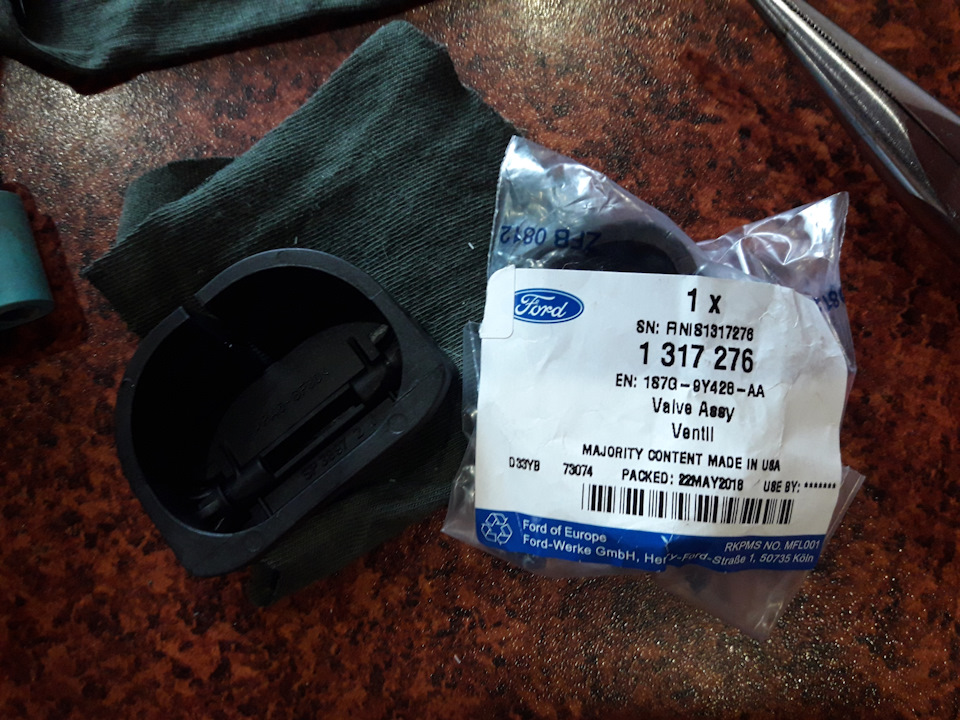 ZFB 0812
Ford
1 x
SN: FINIS1317276
1 317 276
EN: 1S7G-9Y426-AA
Valve Assy
Ventil
MAJORITY CONTENT MADE IN USA
D33YB 73074 PACKED: 22MAY2018 USE BY: *******
Ford of Europe
RKPMS NO. MFL001
Ford-Werke GmbH, Henry-Ford-Straße 1, 50735 Köln